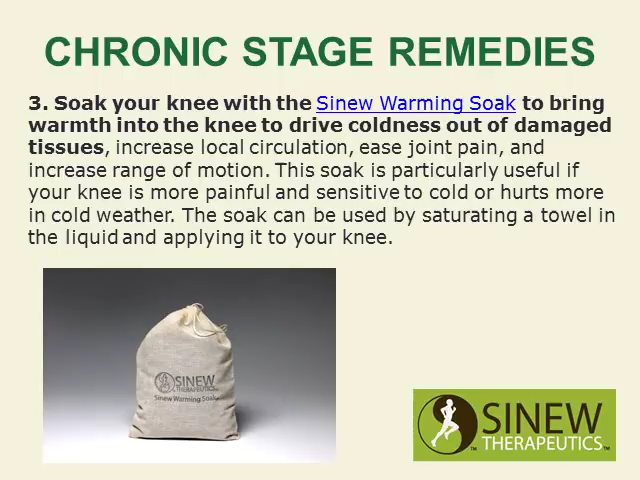 CHRONIC STAGE REMEDIES
3. Soak your knee with the Sinew Warming Soak to bring
warmth into the knee to drive coldness out of damaged
tissues, increase local circulation, ease joint pain, and
increase range of motion. This soak is particularly useful if
your knee is more painful and sensitive to cold or hurts more
in cold weather. The soak can be used by saturating a towel in
the liquid and applying it to your knee.
SINEW
THERAPEUTICS™
Sinew Warming Soak
™SINEW
THERAPEUTICS™